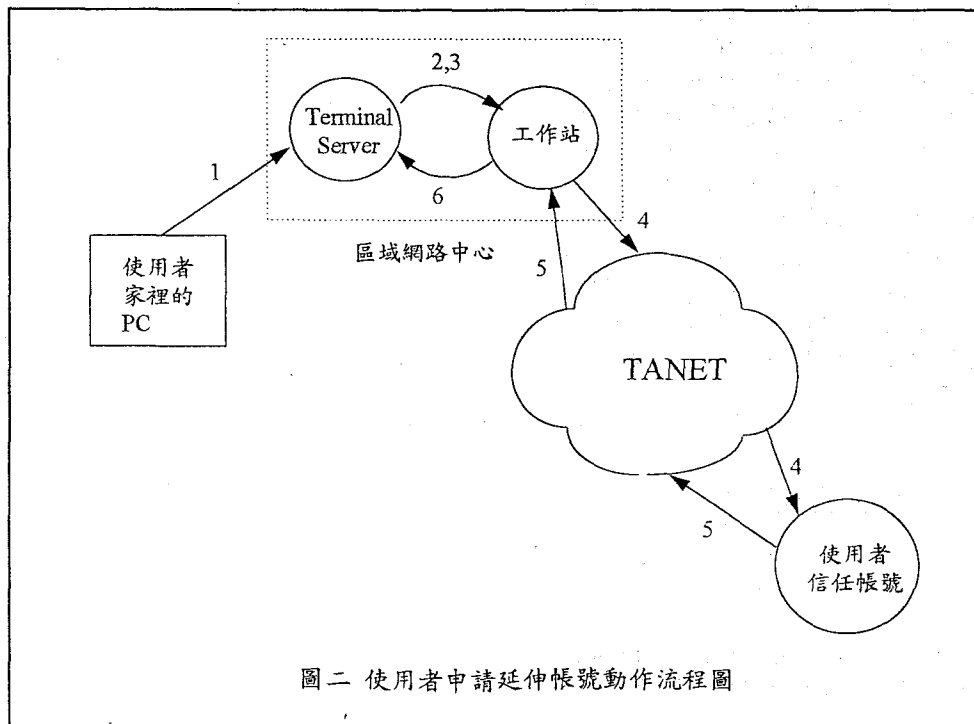 2,3
Terminal
Server
工作站
1
6
4
區域網路中心
5
使用者
家裡的
PC
TANET
4
5
使用者
信任帳號
圖二 使用者申請延伸帳號動作流程圖